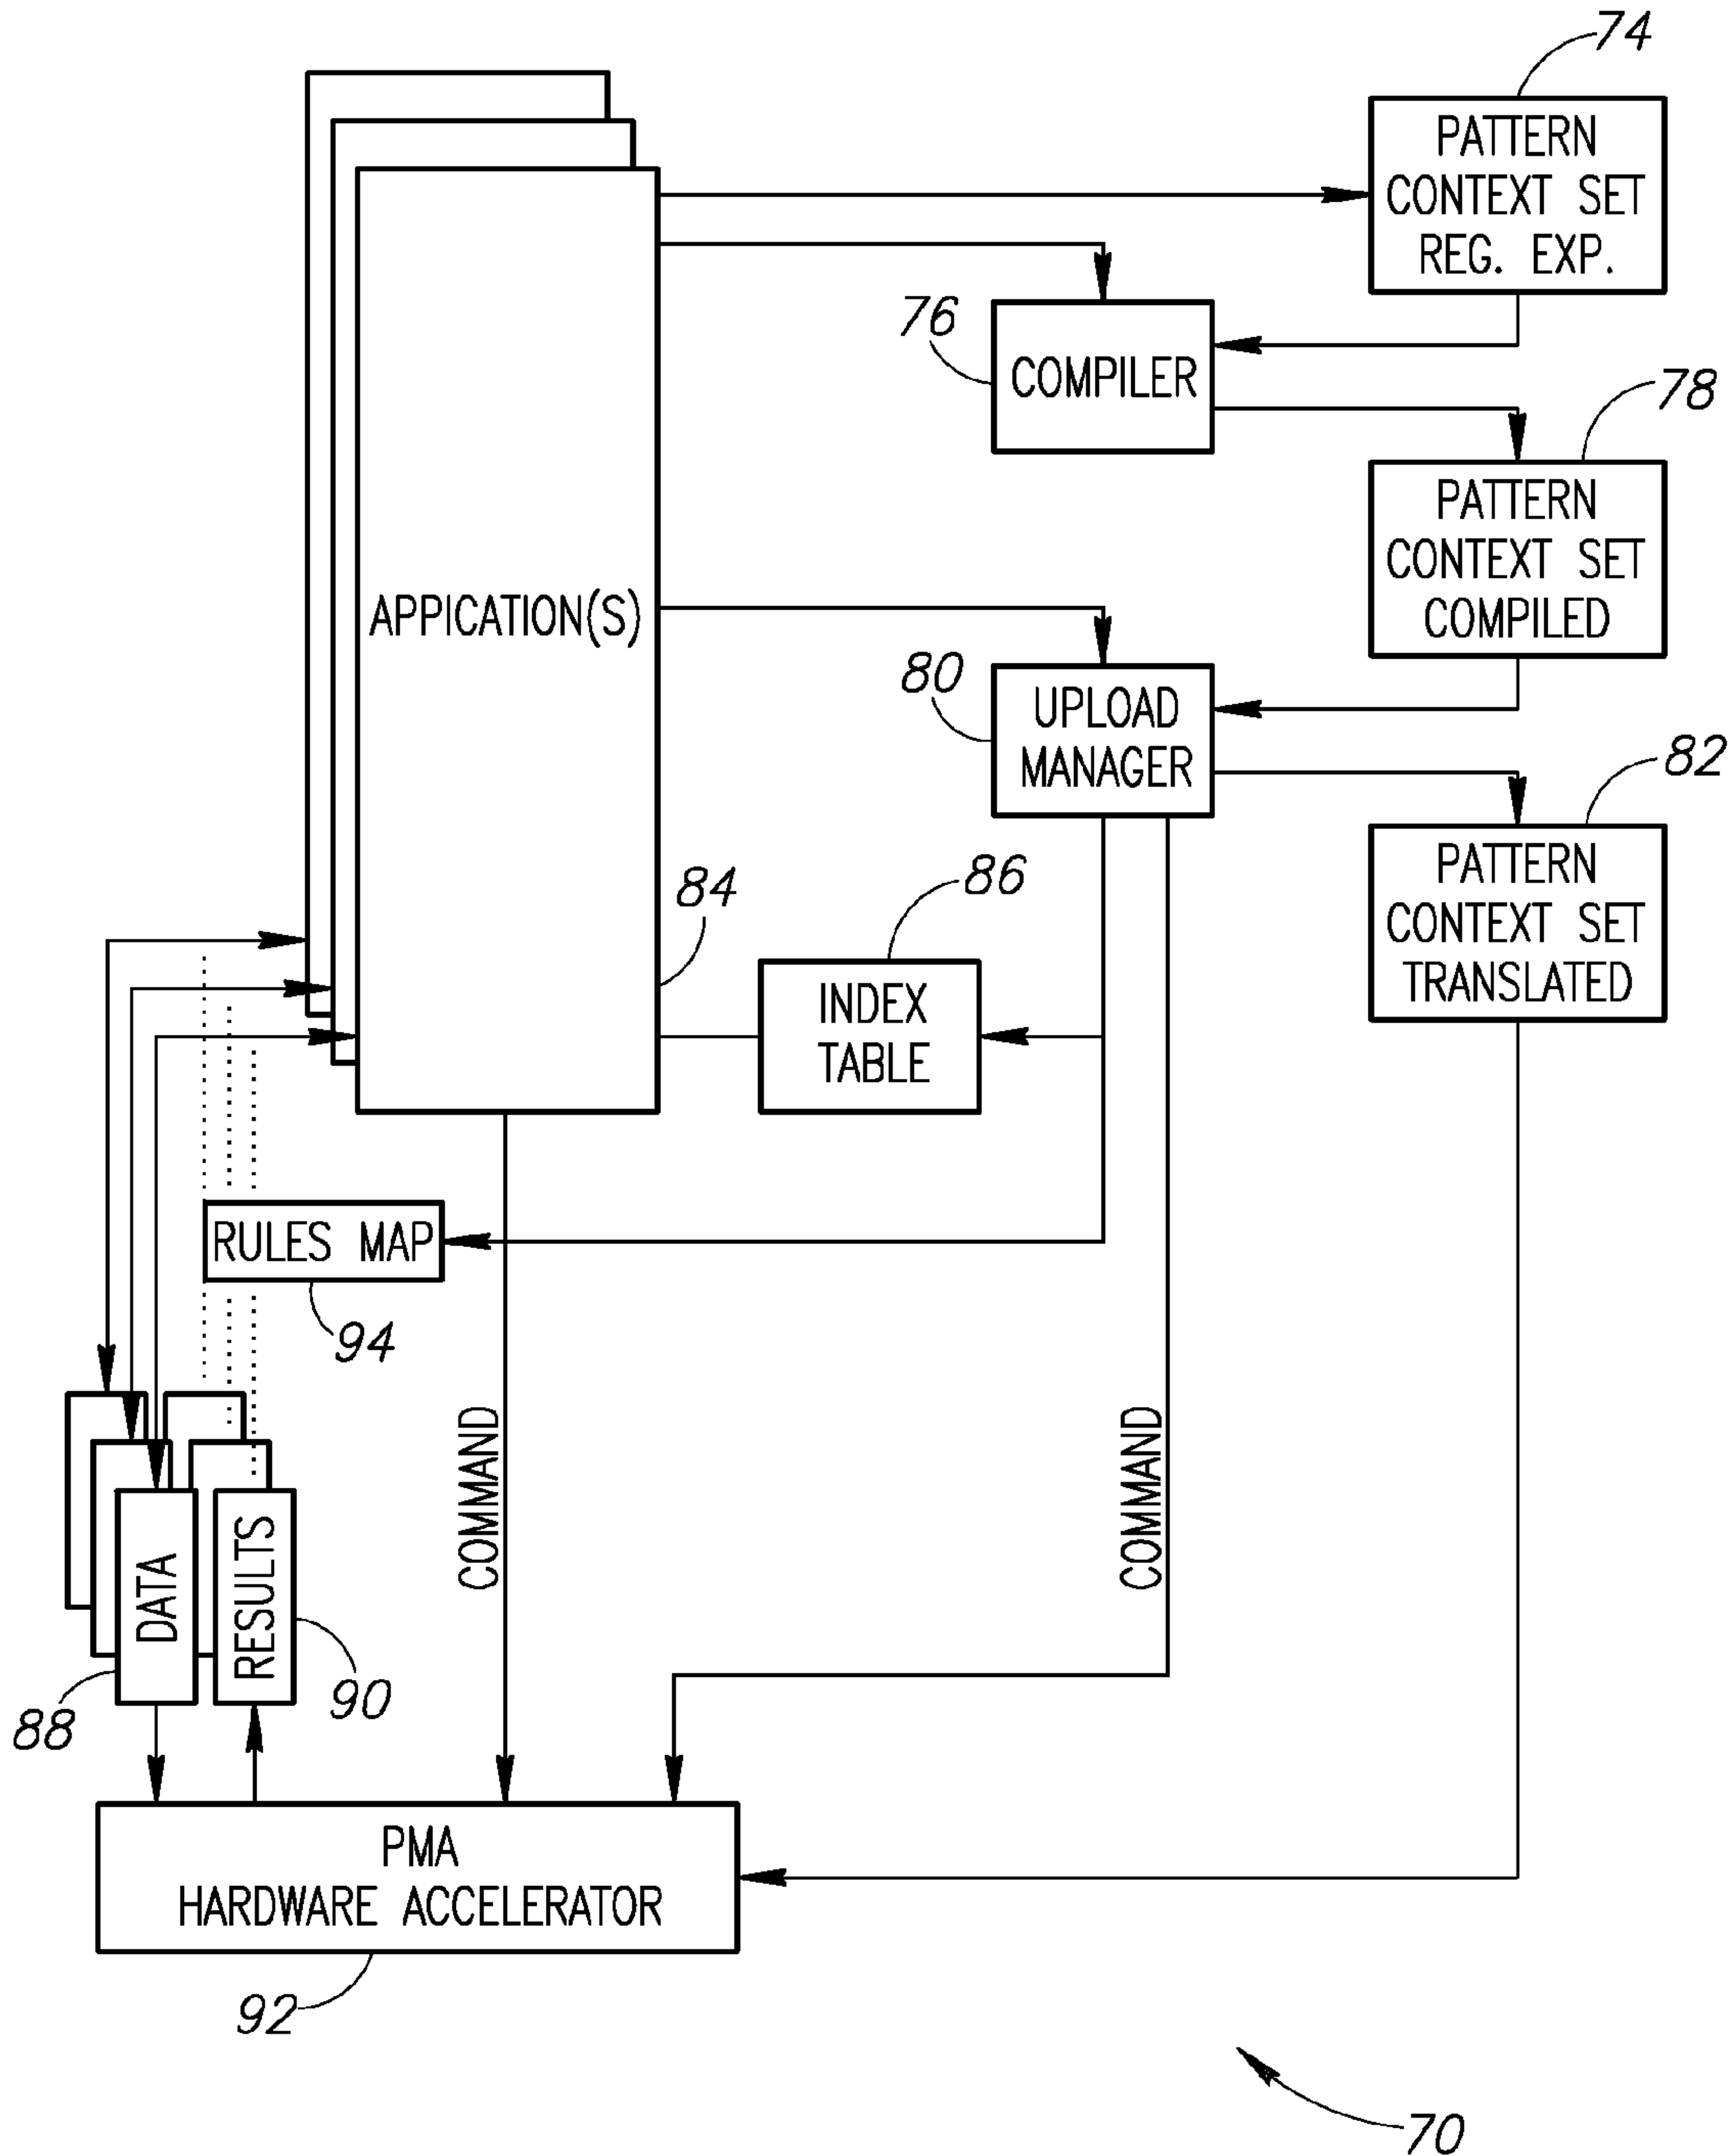 74
PATTERN
CONTEXT SET
REG. EXP.
76
COMPILER
78
PATTERN
CONTEXT SET
COMPILED
APPICATION(S)
80
UPLOAD
MANAGER
82
PATTERN
CONTEXT SET
TRANSLATED
84
86
INDEX
TABLE
RULES MAP
94
COMMAND
COMMAND
DATA
RESULTS
88
90
PMA
HARDWARE ACCELERATOR
92
70